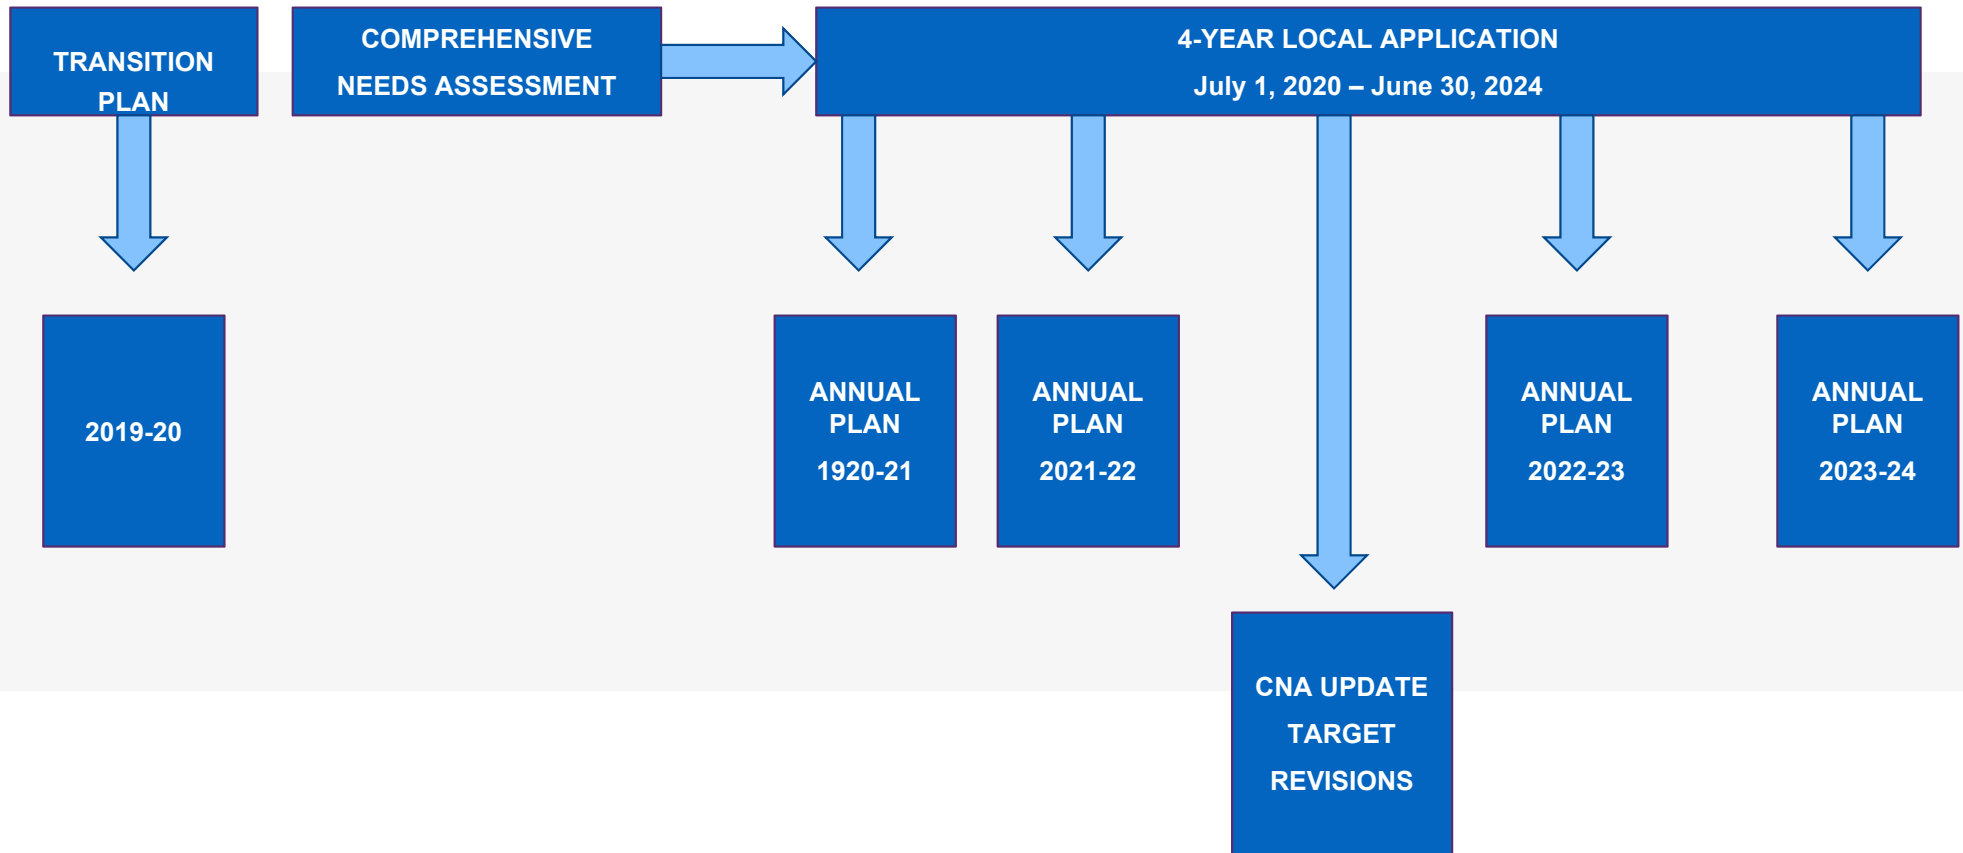 TRANSITION
PLAN
COMPREHENSIVE
NEEDS ASSESSMENT
4-YEAR LOCAL APPLICATION
July 1, 2020 – June 30, 2024
2019-20
ANNUAL
PLAN
1920-21
ANNUAL
PLAN
2021-22
ANNUAL
PLAN
2022-23
ANNUAL
PLAN
2023-24
CNA UPDATE
TARGET
REVISIONS